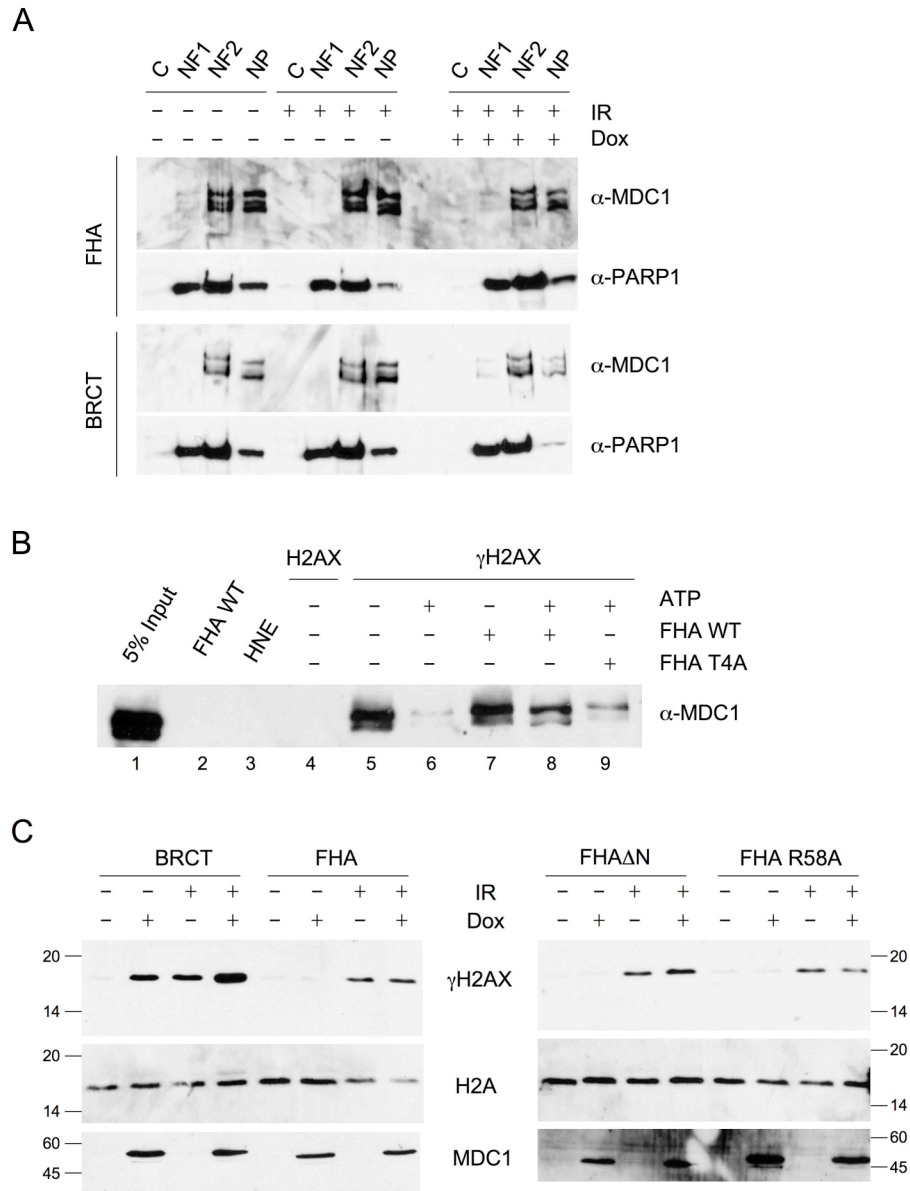 A
C NF1 NF2 NP C NF1 NF2 NP C NF1 NF2 NP
− − − − + + + + + + + + IR
− − − − − − − − + + + + Dox
FHA
α-MDC1
α-PARP1
BRCT
α-MDC1
α-PARP1
B
H2AX γH2AX
5% Input FHA WT HNE
− − + − + + ATP
− − − + + − FHA WT
− − − − − + FHA T4A
α-MDC1
1 2 3 4 5 6 7 8 9
C
BRCT FHA FHAΔN FHA R58A
− − + + − − + + IR − − + + − − + +
− + − + − + − + Dox − + − + − + − +
20 20
γH2AX
14 14
20 20
H2A
14 14
60 60
MDC1
45 45